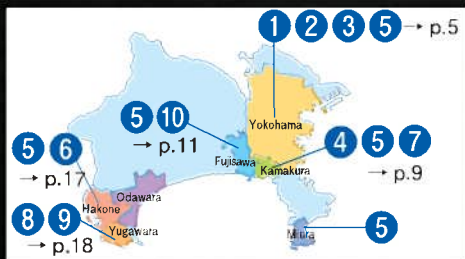 1 2 3 5 → p.5
Yokohama
5 10
→ p.11
Fujisawa
4 5 7
Kamakura
→ p.9
5 6
→ p.17
Odawara
Hakone
8 9
Yugawara
→ p.18
5
Miura